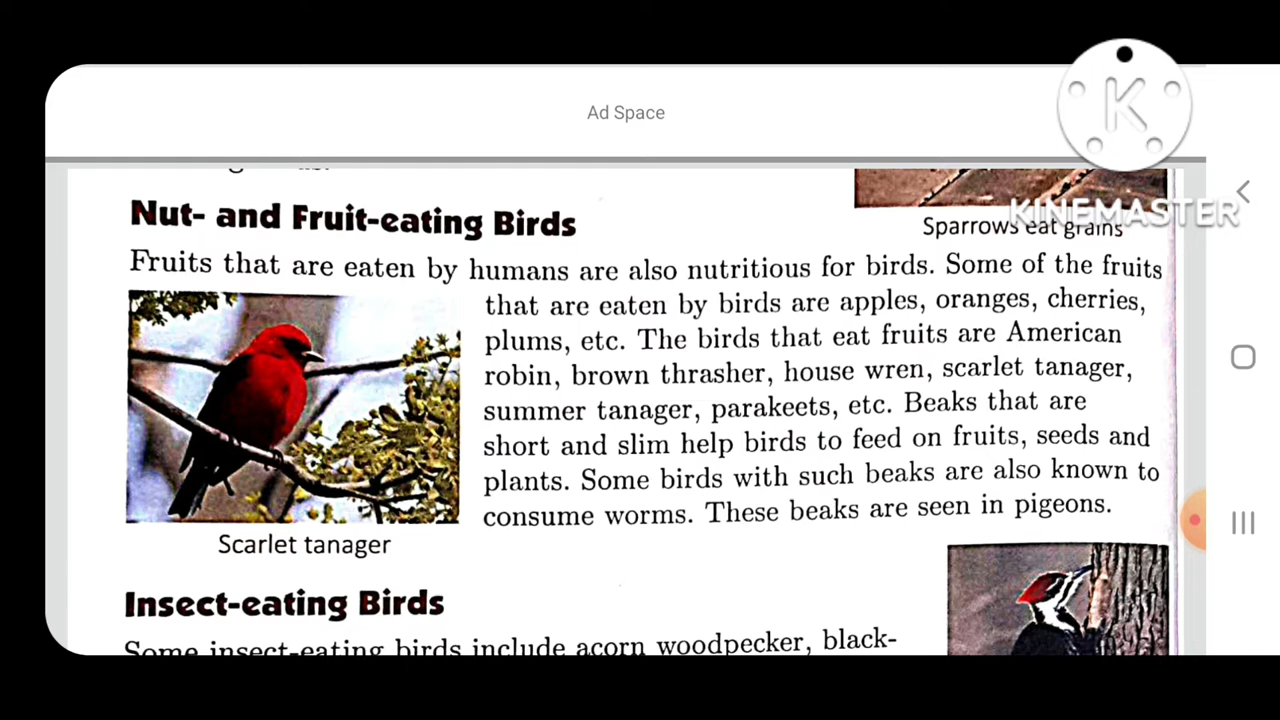 Ad Space
KINEMASTER
Nut- and Fruit-eating Birds
Sparrows eat grains
Fruits that are eaten by humans are also nutritious for birds. Some of the fruits
that are eaten by birds are apples, oranges, cherries,
plums, etc. The birds that eat fruits are American
robin, brown thrasher, house wren, scarlet tanager,
summer tanager, parakeets, etc. Beaks that are
short and slim help birds to feed on fruits, seeds and
plants. Some birds with such beaks are also known to
consume worms. These beaks are seen in pigeons.
Scarlet tanager
Insect-eating Birds
Some insect-eating birds include acorn woodpecker, black-